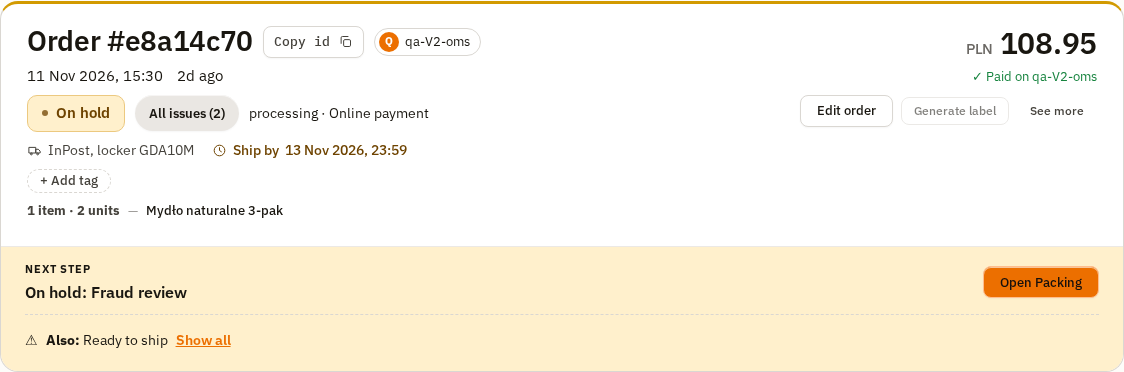 Order #e8a14c70 Copy id Q qa-V2-oms
PLN 108.95
11 Nov 2026, 15:30 2d ago
✓ Paid on qa-V2-oms
On hold All issues (2) processing · Online payment
Edit order Generate label See more
InPost, locker GDA10M Ship by 13 Nov 2026, 23:59
+ Add tag
1 item · 2 units — Mydło naturalne 3-pak
NEXT STEP
On hold: Fraud review
Open Packing
⚠ Also: Ready to ship Show all